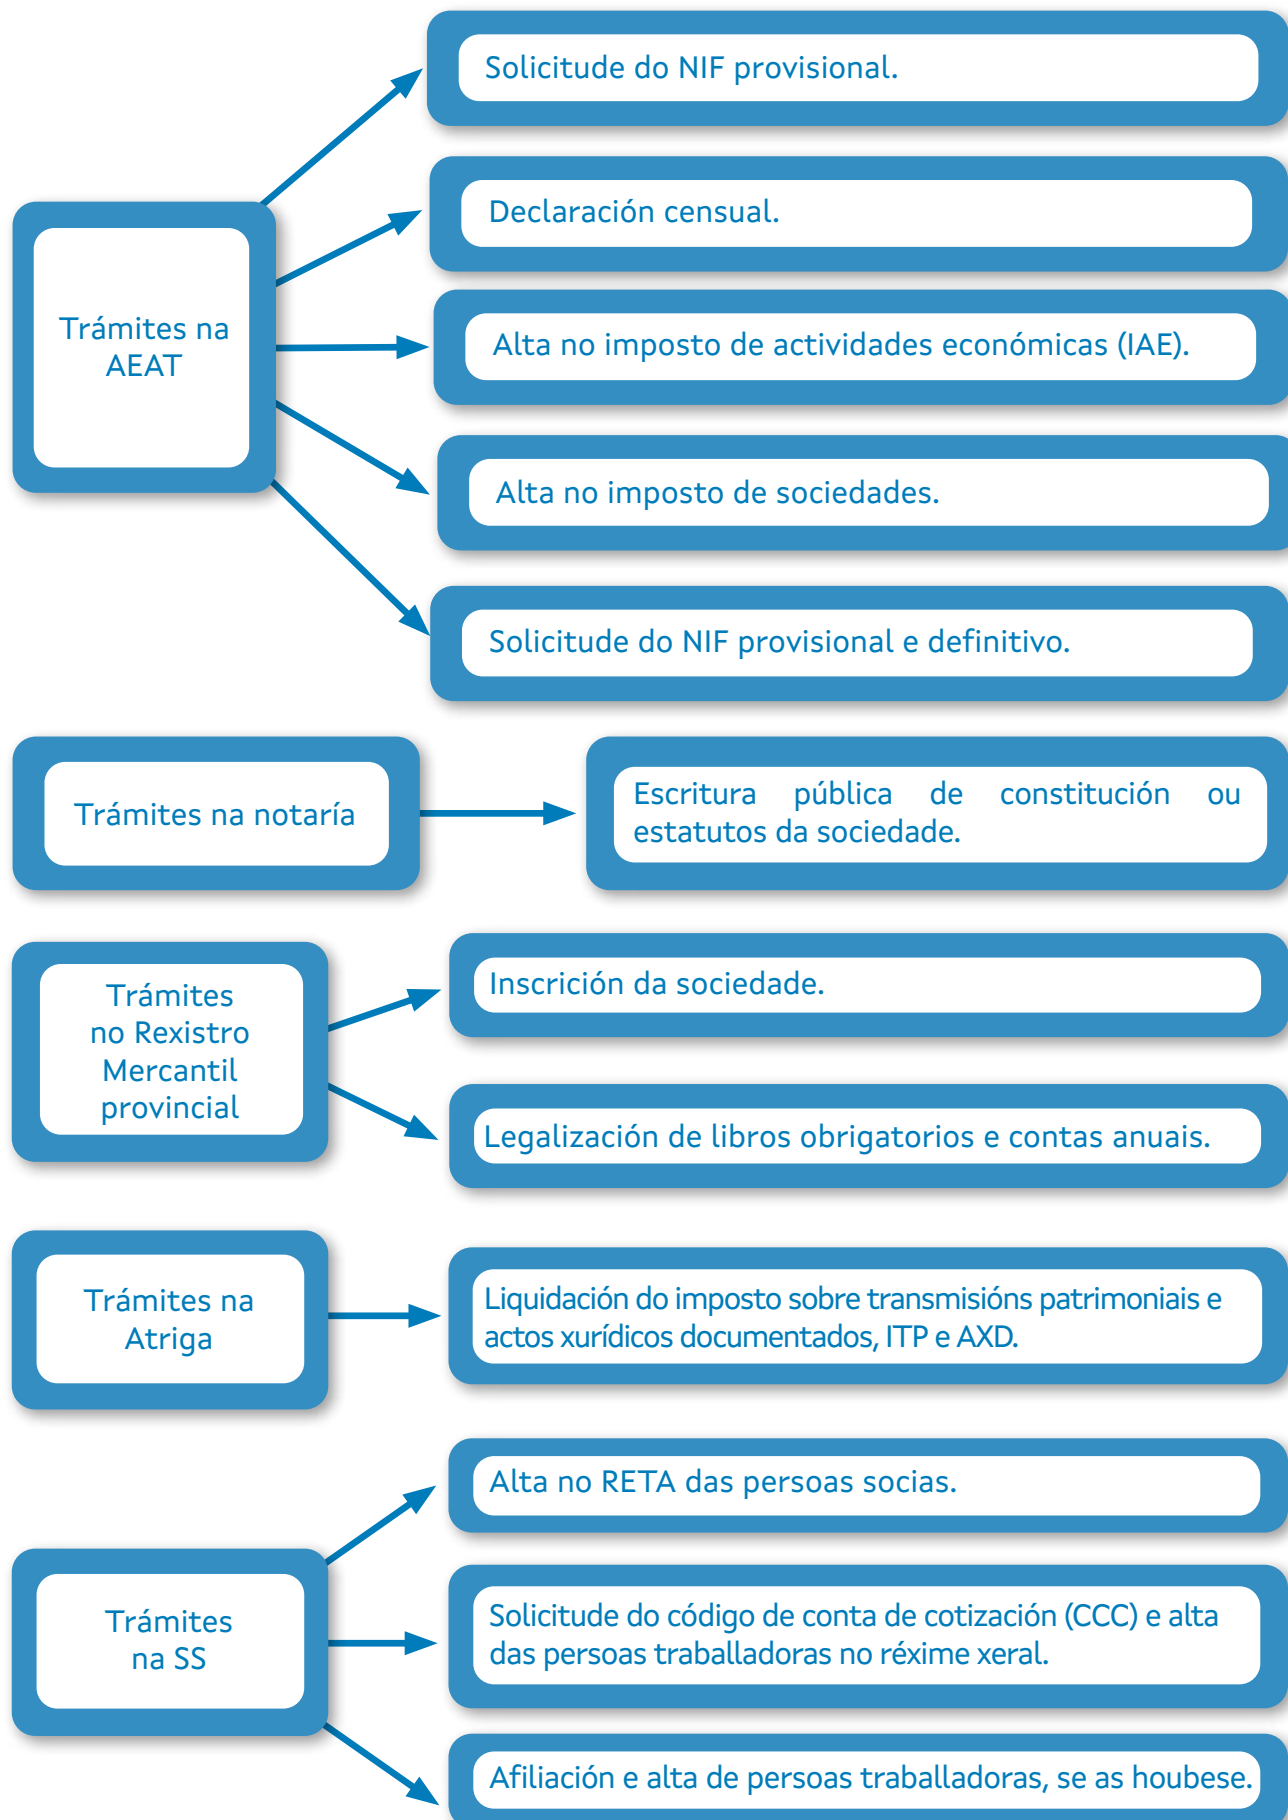 Trámites na
AEAT
Solicitude do NIF provisional.
Declaración censual.
Alta no imposto de actividades económicas (IAE).
Alta no imposto de sociedades.
Solicitude do NIF provisional e definitivo.
Trámites na notaría
Escritura pública de constitución ou
estatutos da sociedade.
Trámites
no Rexistro
Mercantil
provincial
Inscrición da sociedade.
Legalización de libros obrigatorios e contas anuais.
Trámites na
Atriga
Liquidación do imposto sobre transmisións patrimoniais e
actos xurídicos documentados, ITP e AXD.
Trámites
na SS
Alta no RETA das persoas socias.
Solicitude do código de conta de cotización (CCC) e alta
das persoas traballadoras no réxime xeral.
Afiliación e alta de persoas traballadoras, se as houbese.